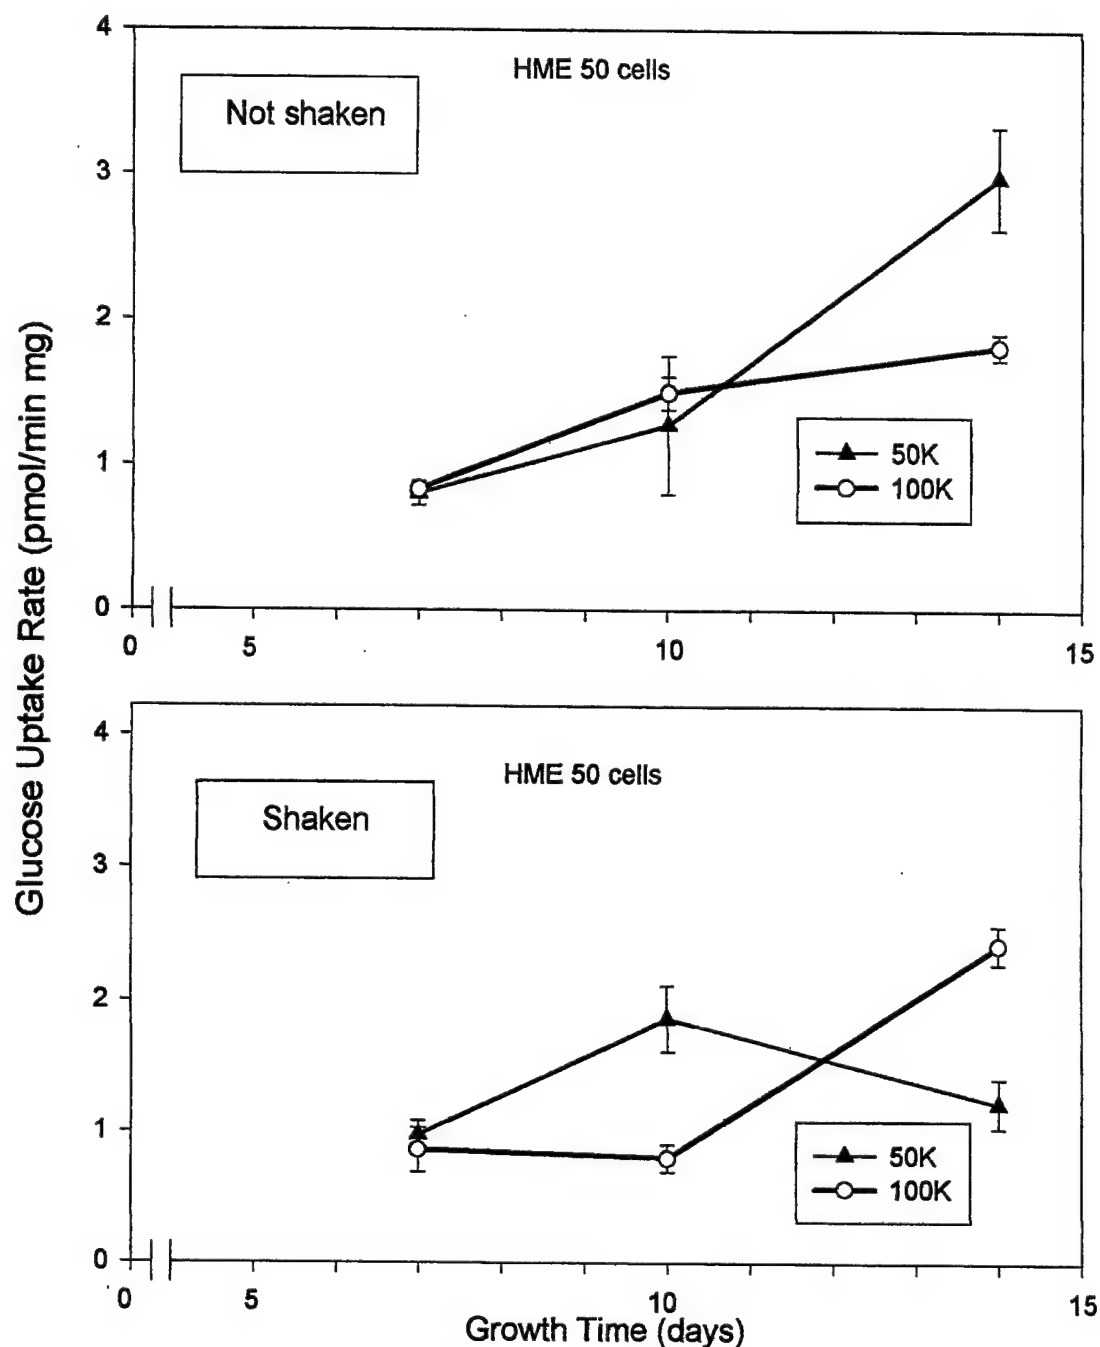 4
HME 50 cells
Not shaken
3
2
1
50K
100K
0
0 5 10 15
Glucose Uptake Rate (pmol/min mg)
4
HME 50 cells
Shaken
3
2
1
50K
100K
0
0 5 10 15
Growth Time (days)